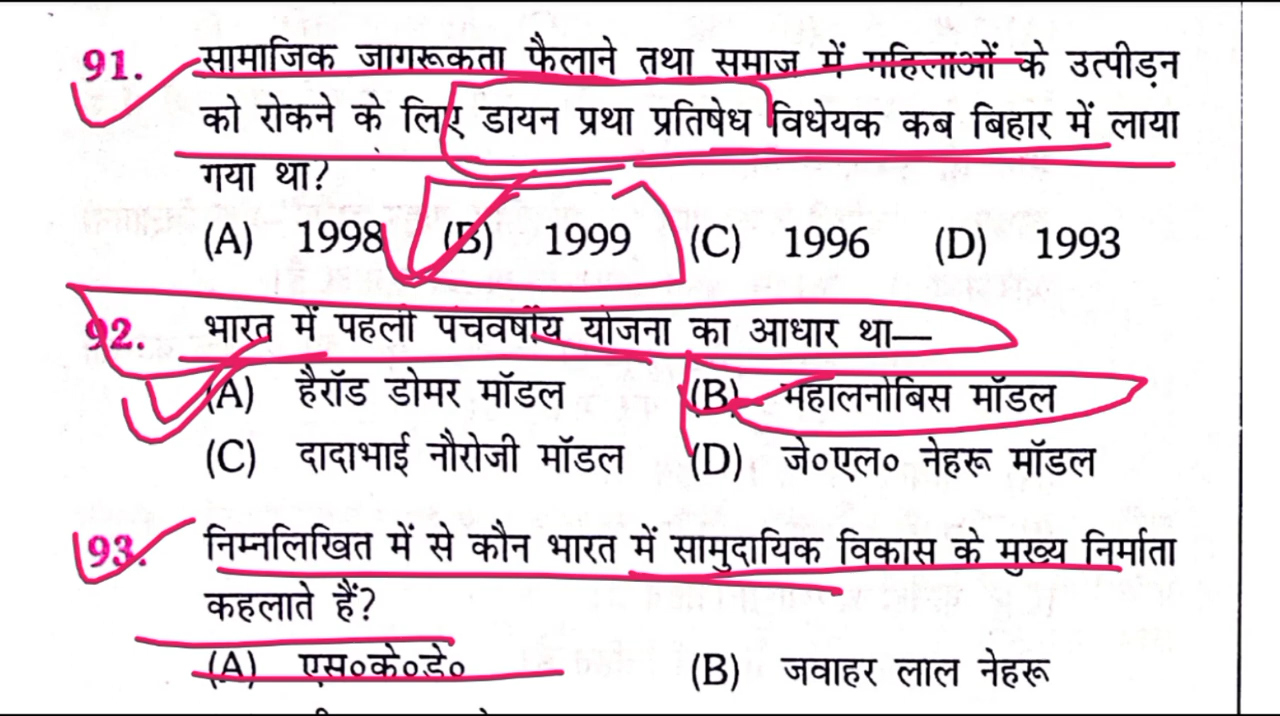 91. सामाजिक जागरूकता फैलाने तथा समाज में महिलाओं के उत्पीड़न
को रोकने के लिए डायन प्रथा प्रतिषेध विधेयक कब बिहार में लाया
गया था?
(A) 1998 (B) 1999 (C) 1996 (D) 1993
92. भारत में पहली पंचवर्षीय योजना का आधार था—
(A) हैरॉड डोमर मॉडल (B) महालनोबिस मॉडल
(C) दादाभाई नौरोजी मॉडल (D) जे०एल० नेहरू मॉडल
93. निम्नलिखित में से कौन भारत में सामुदायिक विकास के मुख्य निर्माता
कहलाते हैं?
(A) एस०के०डे० (B) जवाहर लाल नेहरू